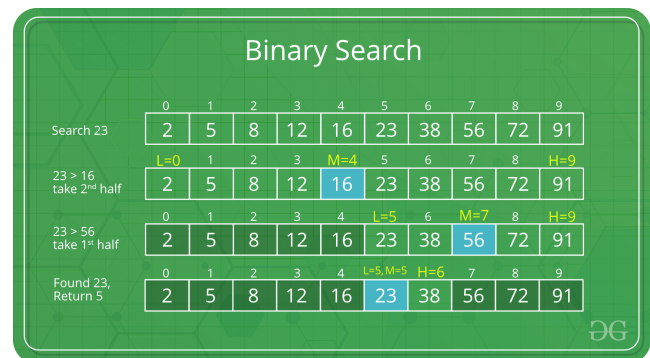 Binary Search
0 1 2 3 4 5 6 7 8 9
Search 23 2 5 8 12 16 23 38 56 72 91
L=0 1 2 3 M=4 5 6 7 8 H=9
23 > 16
take 2nd half 2 5 8 12 16 23 38 56 72 91
0 1 2 3 4 L=5 6 M=7 8 H=9
23 > 56
take 1st half 2 5 8 12 16 23 38 56 72 91
0 1 2 3 4 L=5, M=5 H=6 7 8 9
Found 23,
Return 5 2 5 8 12 16 23 38 56 72 91